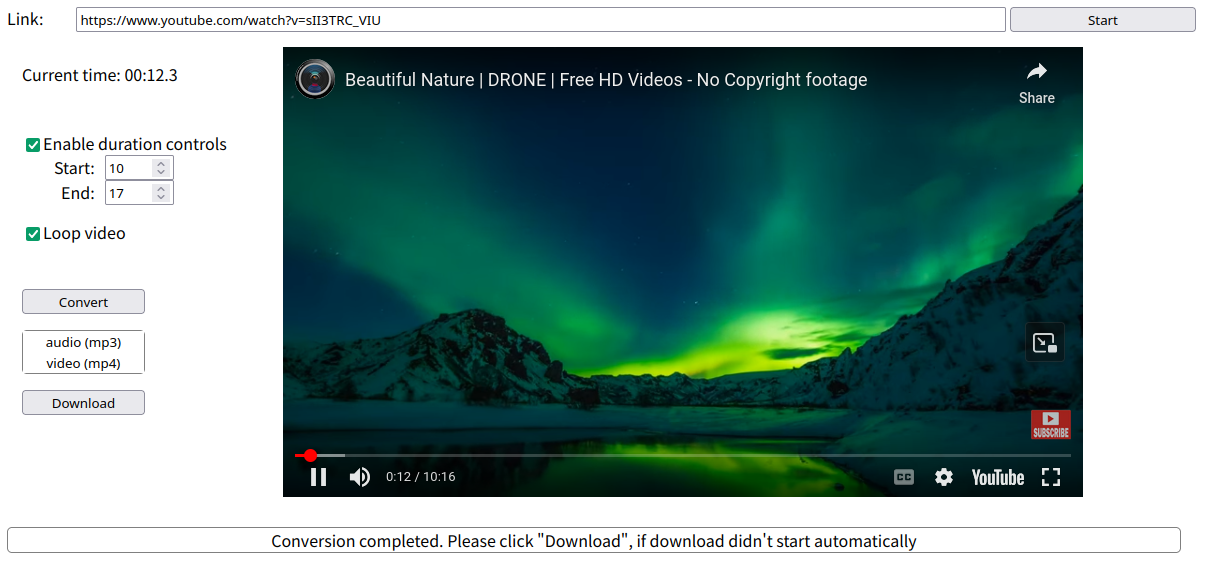 Link: https://www.youtube.com/watch?v=sII3TRC_VIU Start
Current time: 00:12.3
Beautiful Nature | DRONE | Free HD Videos - No Copyright footage
Share
Enable duration controls
Start: 10
End: 17
Loop video
Convert
audio (mp3)
video (mp4)
Download
SUBSCRIBE
0:12 / 10:16 CC YouTube
Conversion completed. Please click "Download", if download didn't start automatically